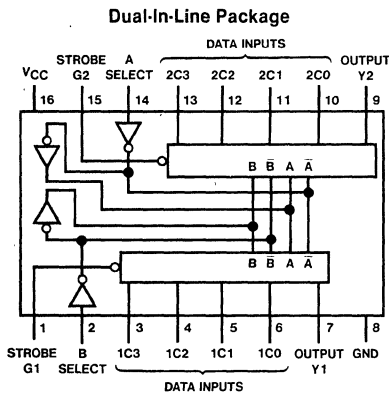 Dual-In-Line Package
DATA INPUTS
STROBE A OUTPUT
VCC G2 SELECT 2C3 2C2 2C1 2C0 Y2
16 15 14 13 12 11 10 9
B B̅ A A̅
B B̅ A A̅
1 2 3 4 5 6 7 8
STROBE B 1C3 1C2 1C1 1C0 OUTPUT GND
G1 SELECT Y1
DATA INPUTS